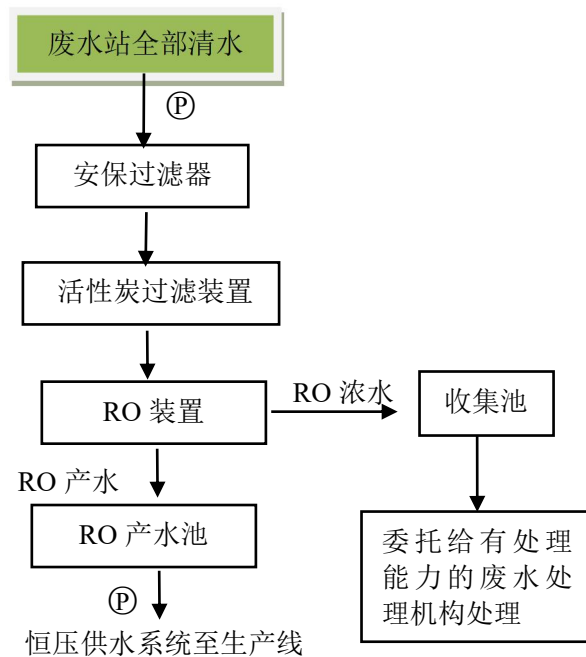 废水站全部清水
Ⓟ
安保过滤器
活性炭过滤装置
RO 装置
RO 浓水
收集池
RO 产水
RO 产水池
委托给有处理
能力的废水处
理机构处理
Ⓟ
恒压供水系统至生产线